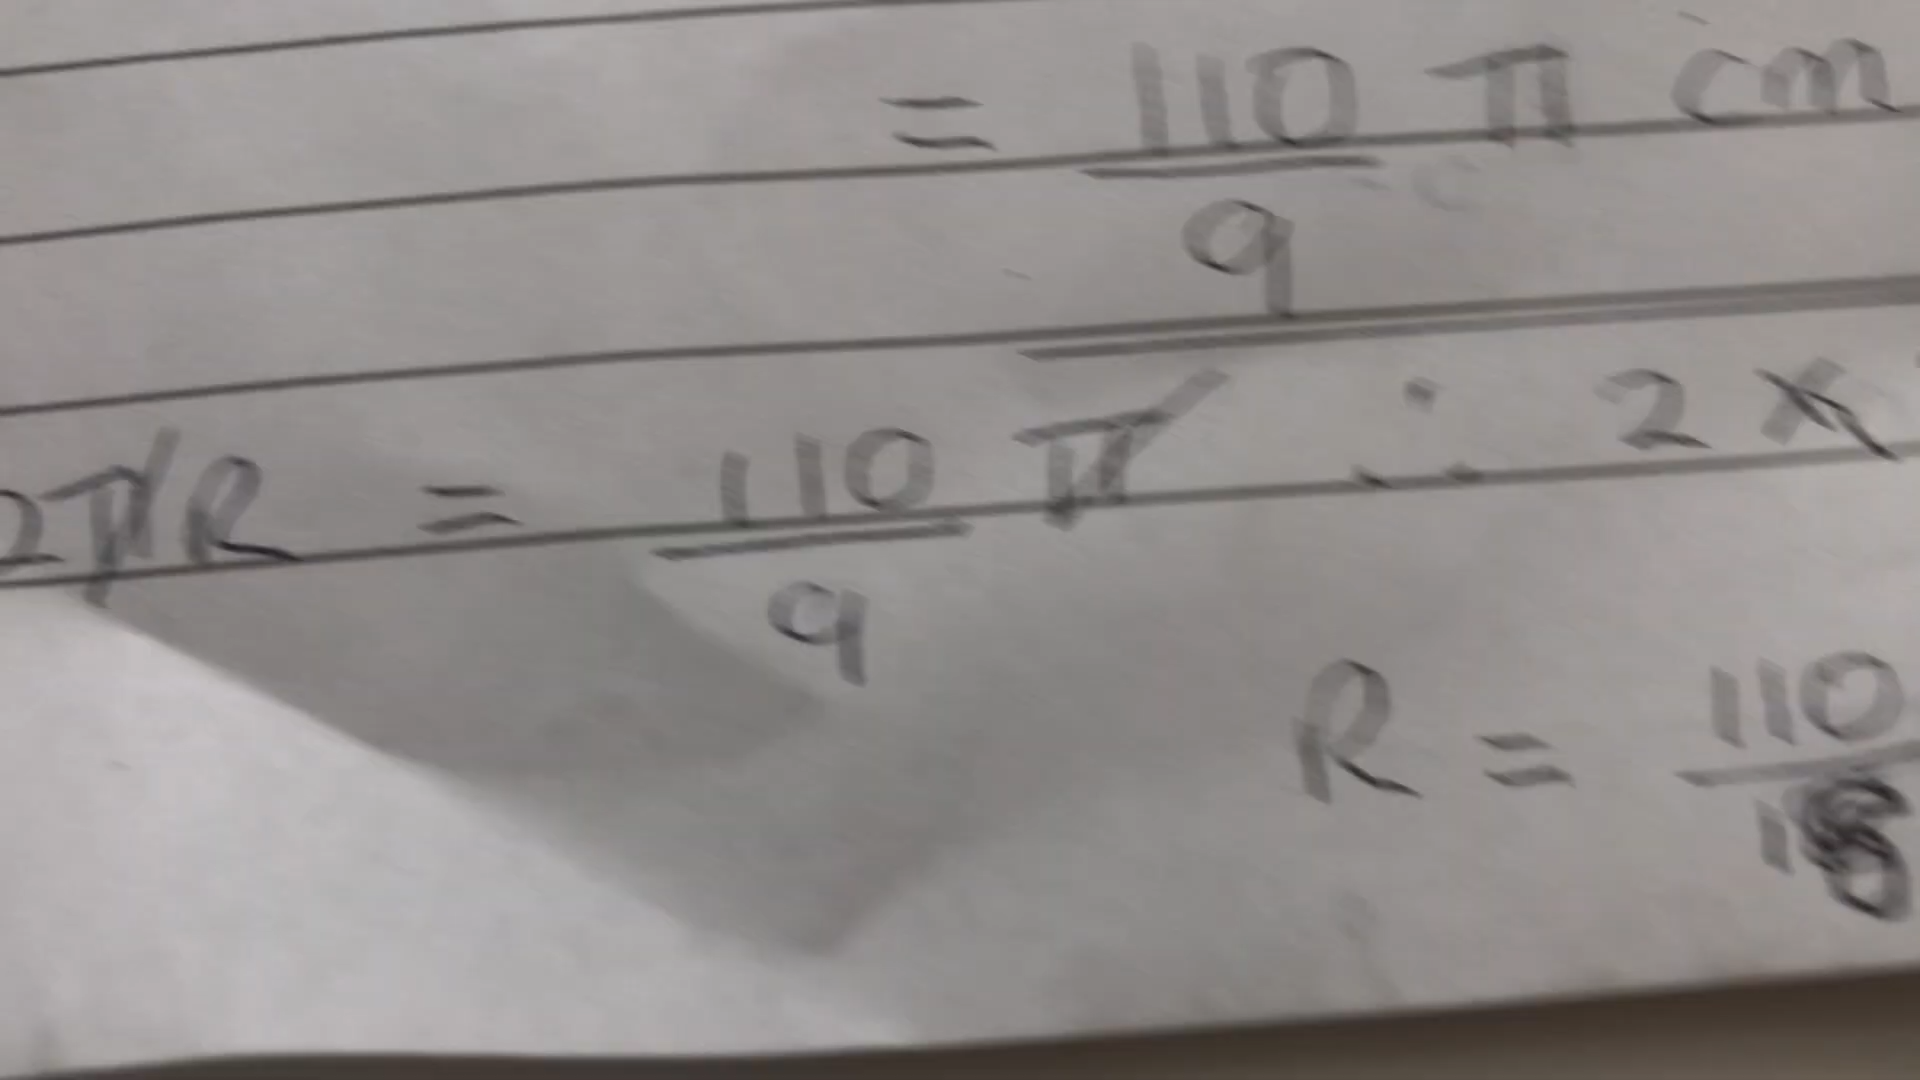 = 110/9 π cm
2πR = 110/9 π ∴ 2 ×
R = 110/18